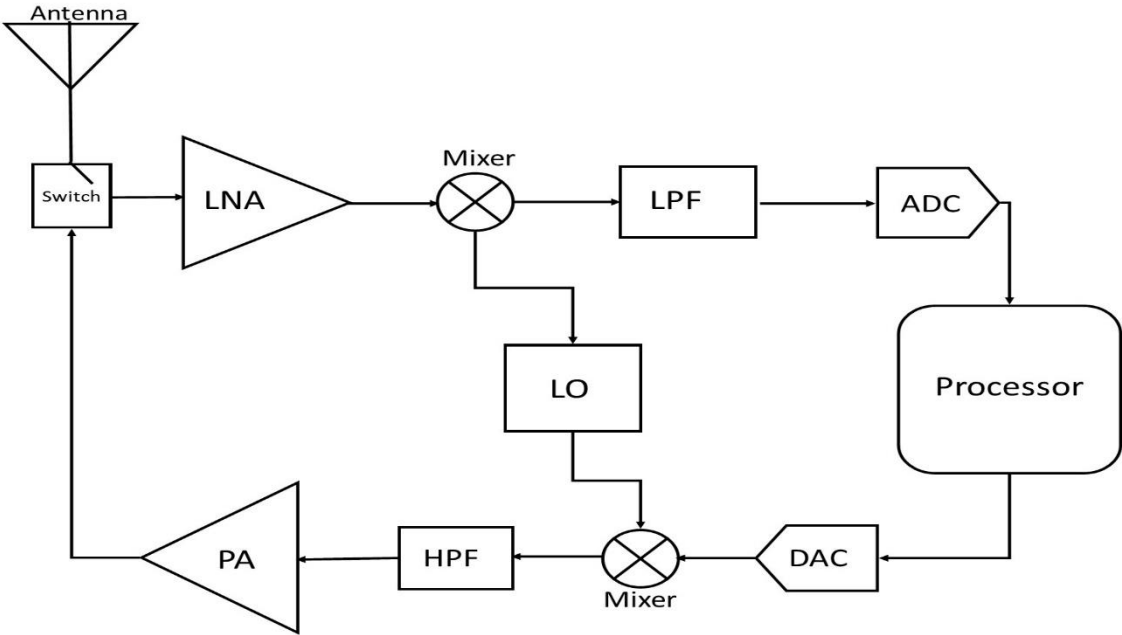 Antenna
Mixer
Switch
LNA
LPF
ADC
LO
Processor
PA
HPF
DAC
Mixer